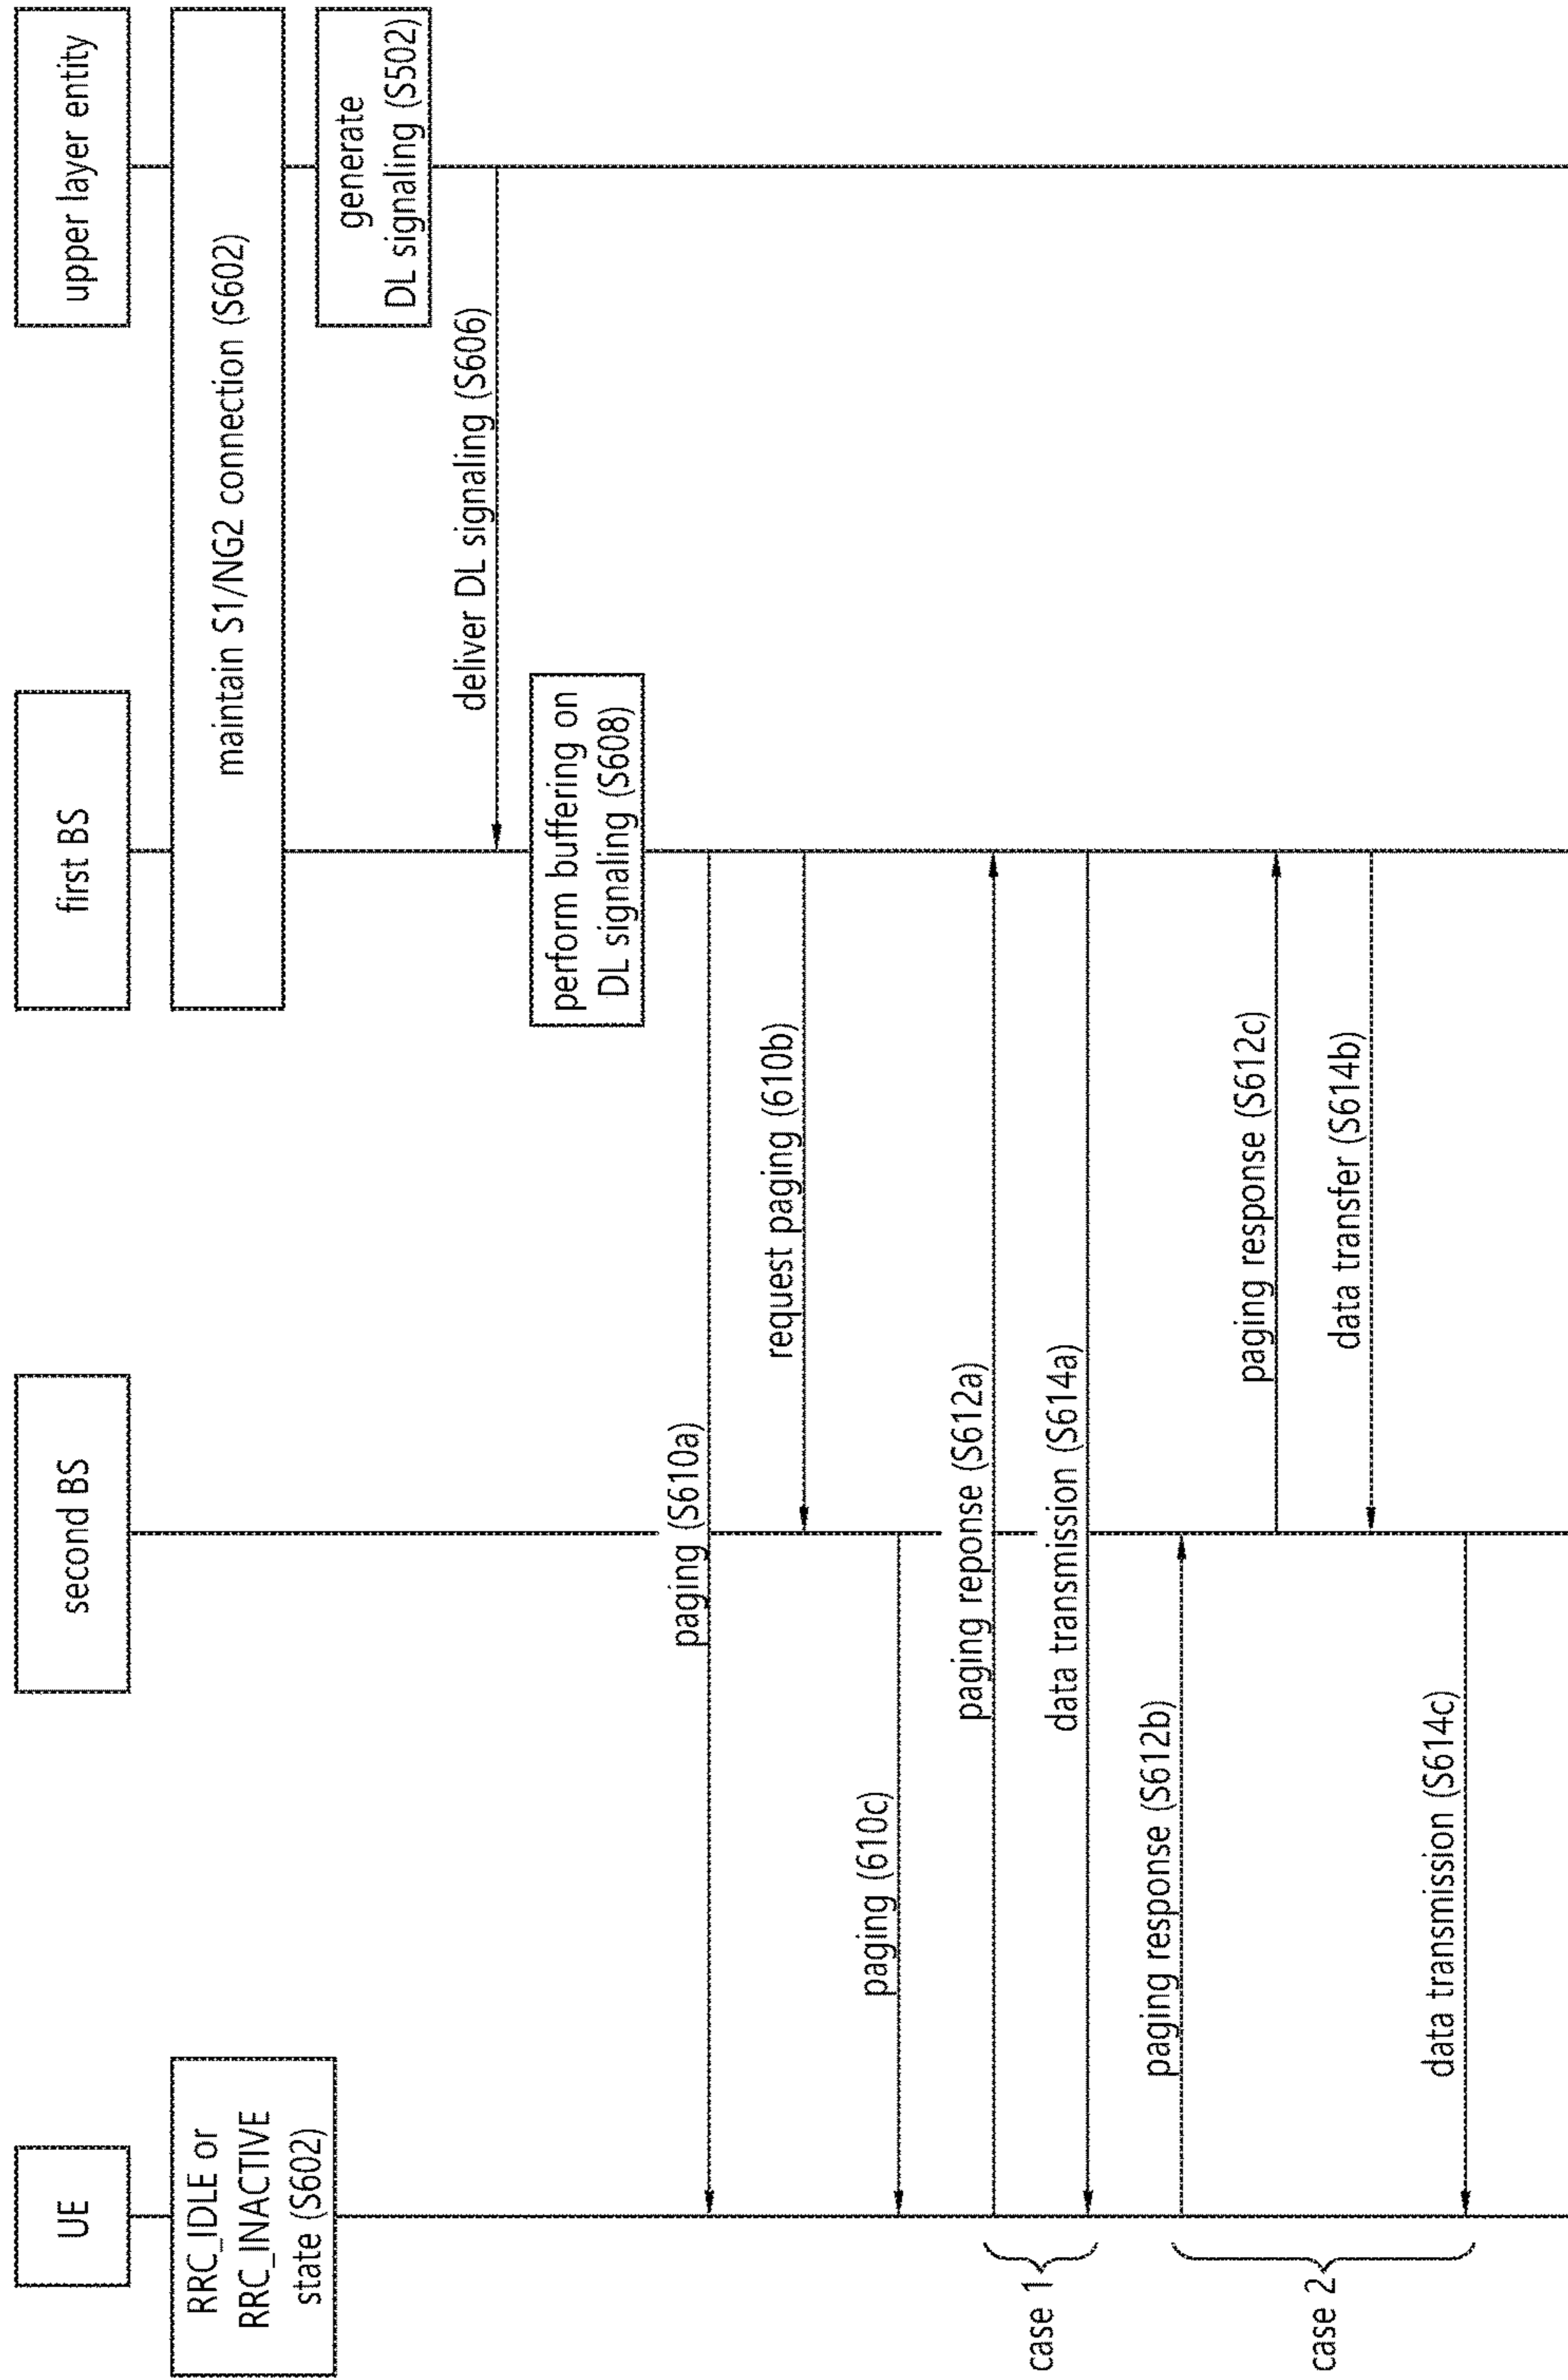 UE
second BS
first BS
upper layer entity
RRC_IDLE or
RRC_INACTIVE
state (S602)
maintain S1/NG2 connection (S602)
generate
DL signaling (S502)
deliver DL signaling (S606)
perform buffering on
DL signaling (S608)
paging (S610a)
request paging (610b)
paging (610c)
case 1
paging reponse (S612a)
data transmission (S614a)
case 2
paging response (S612b)
paging response (S612c)
data transfer (S614b)
data transmission (S614c)